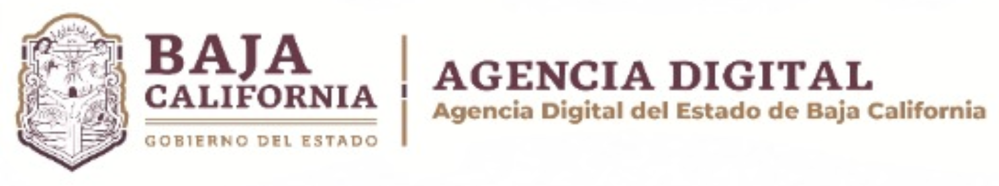 BAJA
CALIFORNIA
GOBIERNO DEL ESTADO
AGENCIA DIGITAL
Agencia Digital del Estado de Baja California